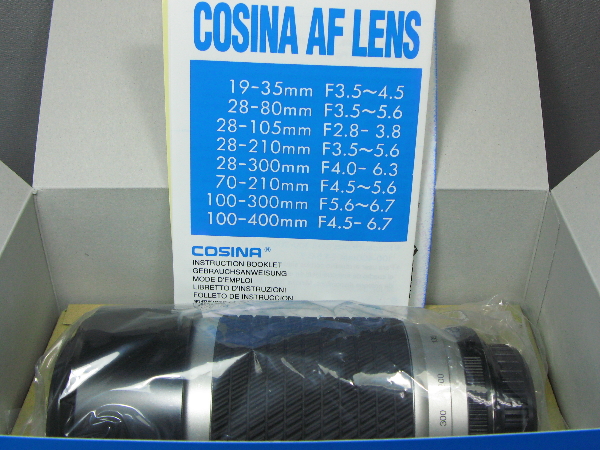 COSINA AF LENS
19-35mm F3.5~4.5
28-80mm F3.5~5.6
28-105mm F2.8-3.8
28-210mm F3.5~5.6
28-300mm F4.0-6.3
70-210mm F4.5~5.6
100-300mm F5.6~6.7
100-400mm F4.5-6.7
COSINA®
INSTRUCTION BOOKLET
GEBRAUCHSANWEISUNG
MODE D'EMPLOI
LIBRETTO D'ISTRUZIONI
FOLLETO DE INSTRUCCION
300